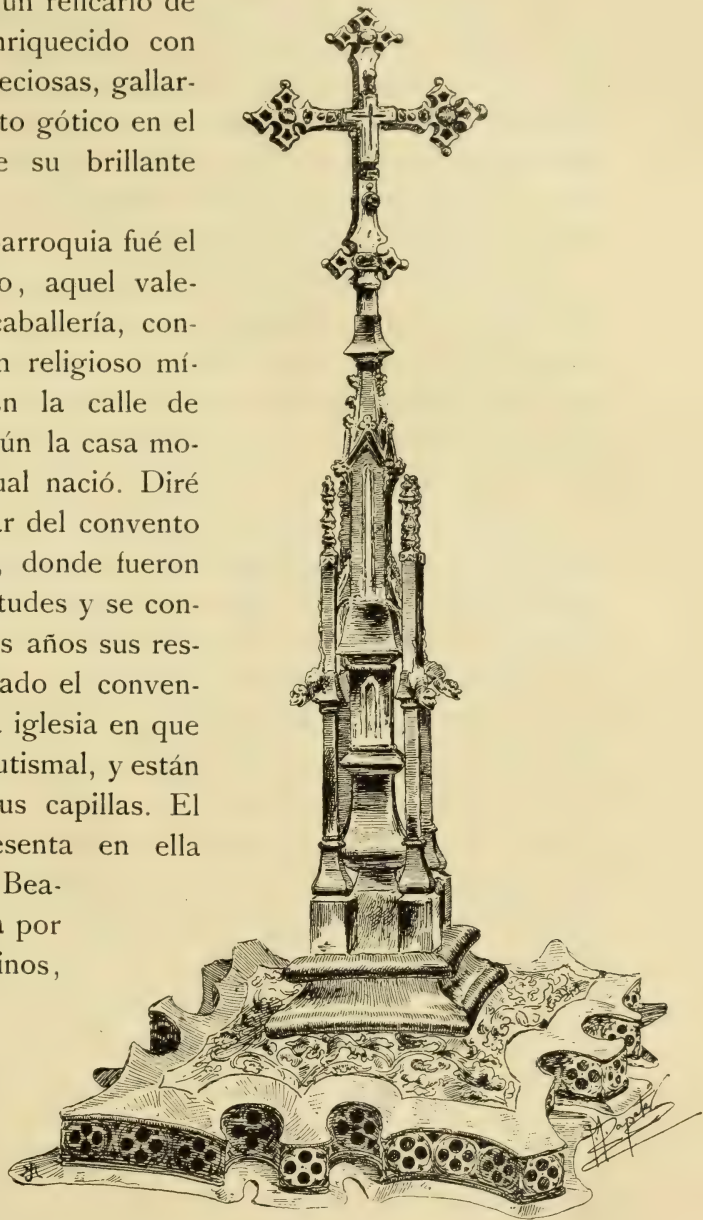 un relicario de
nriquecido con
eciosas, gallar-
to gótico en el
e su brillante
arroquia fué el
o, aquel vale-
caballería, con-
n religioso mí-
n la calle de
ún la casa mo-
ual nació. Diré
ar del convento
, donde fueron
tudes y se con-
s años sus res-
ado el conven-
a iglesia en que
utismal, y están
us capillas. El
esenta en ella
Bea-
a por
inos,